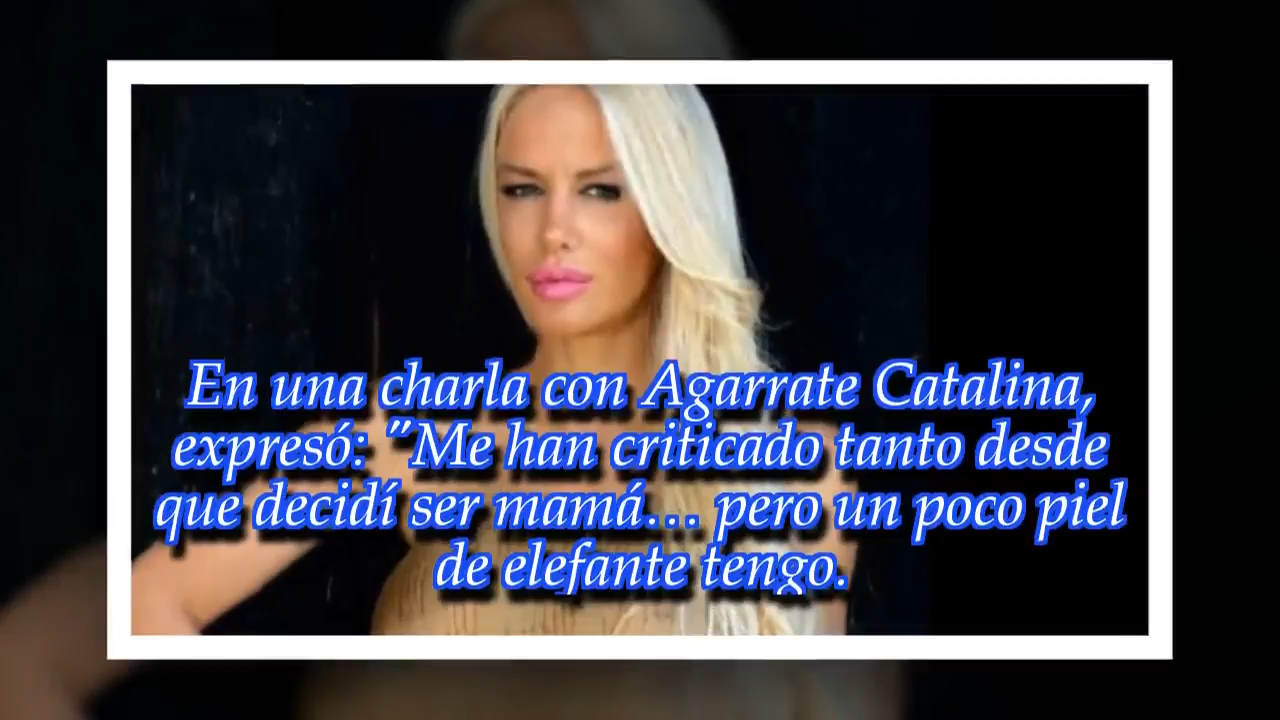 En una charla con Agarrate Catalina,
expresó: "Me han criticado tanto desde
que decidí ser mamá… pero un poco piel
de elefante tengo.